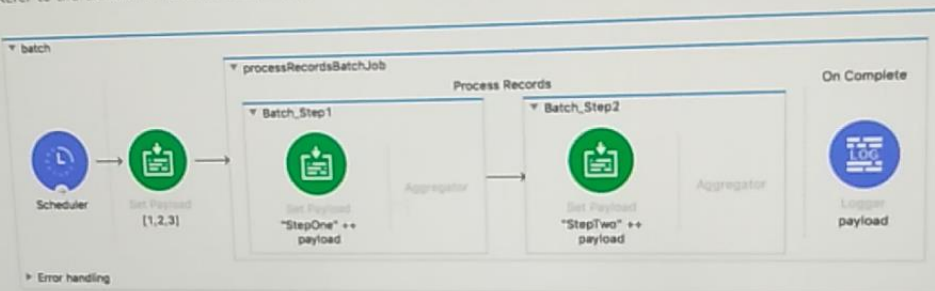 batch
processRecordsBatchJob
Process Records
On Complete
Batch_Step1
Batch_Step2
LOG
Scheduler
Set Payload
[1,2,3]
Set Payload
"StepOne" ++
payload
Aggregator
Set Payload
"StepTwo" ++
payload
Aggregator
Logger
payload
Error handling